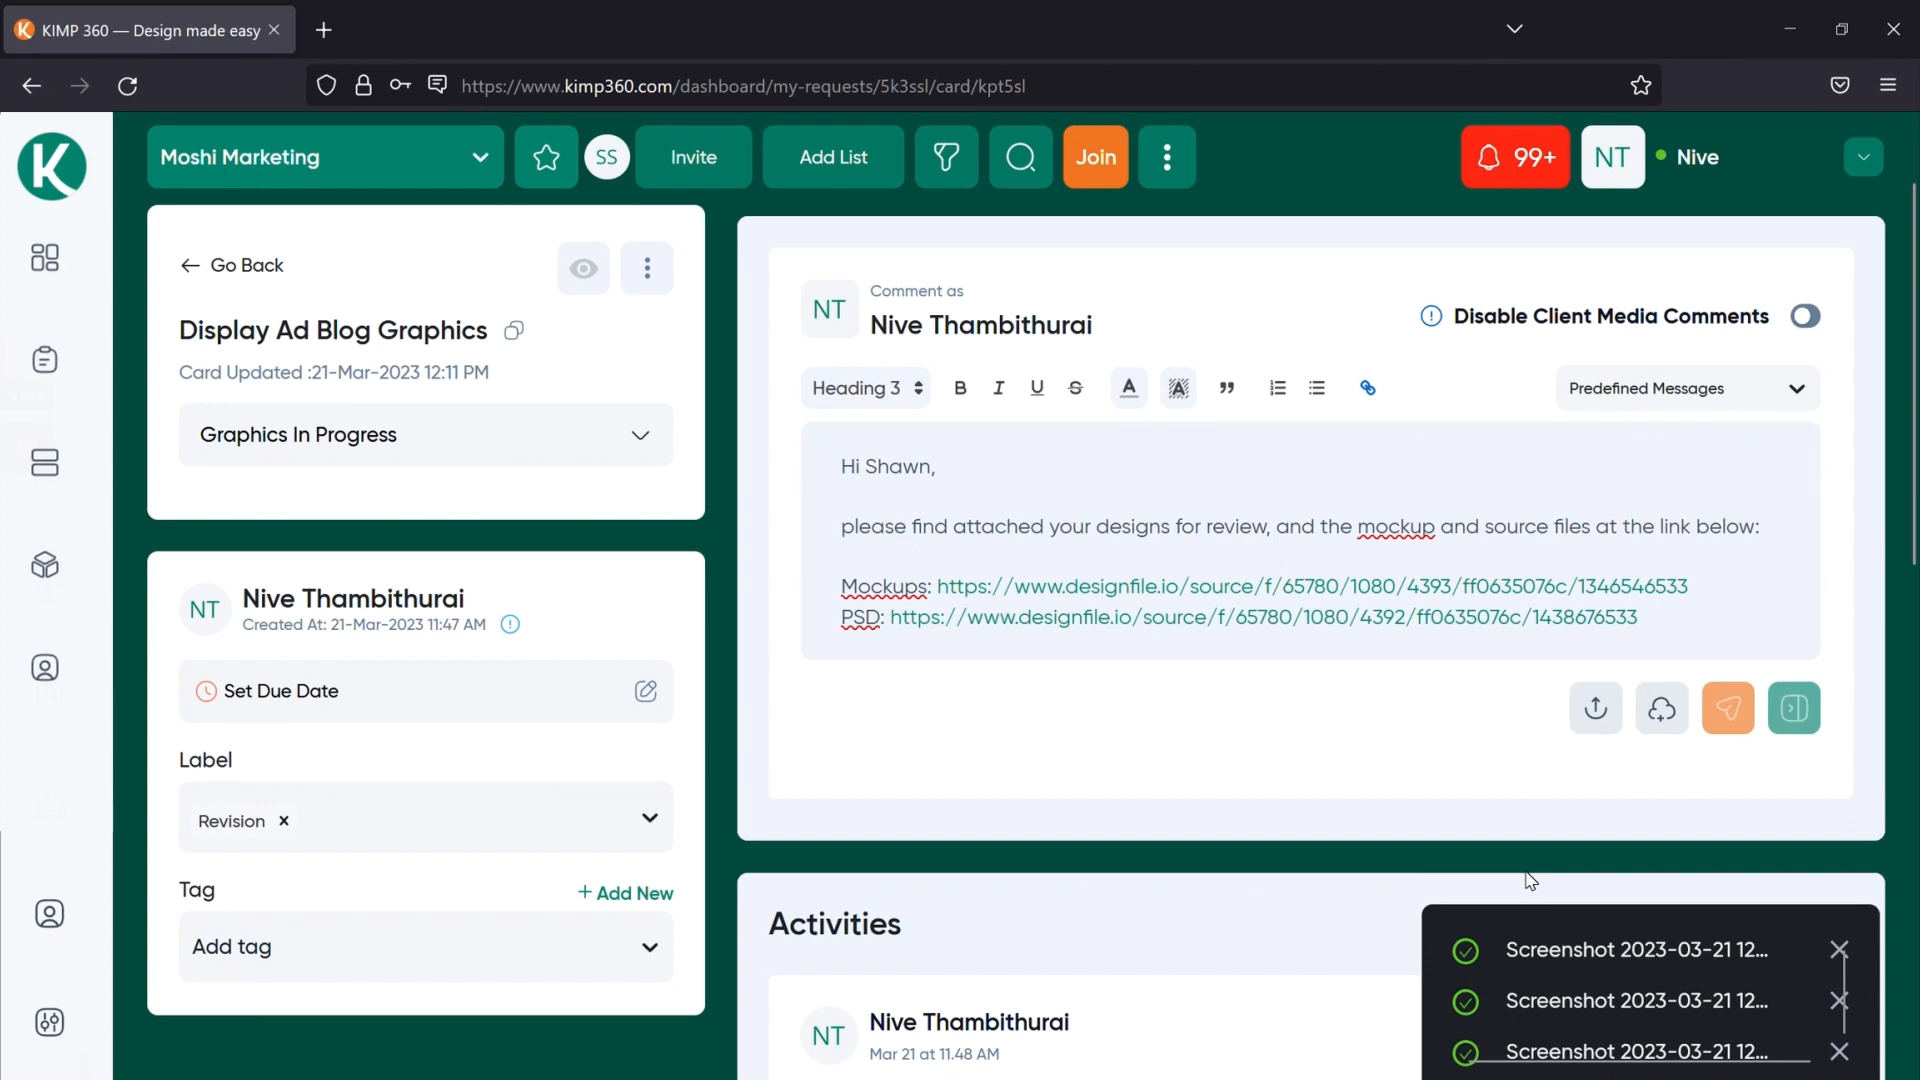 KIMP 360 — Design made easy
https://www.kimp360.com/dashboard/my-requests/5k3ssl/card/kpt5sl
Moshi Marketing
SS
Invite
Add List
Join
99+
NT
Nive
Go Back
Display Ad Blog Graphics
Card Updated :21-Mar-2023 12:11 PM
Graphics In Progress
NT
Nive Thambithurai
Created At: 21-Mar-2023 11:47 AM
Set Due Date
Label
Revision
Tag
+ Add New
Add tag
NT
Comment as
Nive Thambithurai
Disable Client Media Comments
Heading 3
B I U S A A
Predefined Messages
Hi Shawn,
please find attached your designs for review, and the mockup and source files at the link below:
Mockups: https://www.designfile.io/source/f/65780/1080/4393/ff0635076c/1346546533
PSD: https://www.designfile.io/source/f/65780/1080/4392/ff0635076c/1438676533
Activities
NT
Nive Thambithurai
Mar 21 at 11.48 AM
Screenshot 2023-03-21 12...
Screenshot 2023-03-21 12...
Screenshot 2023-03-21 12...